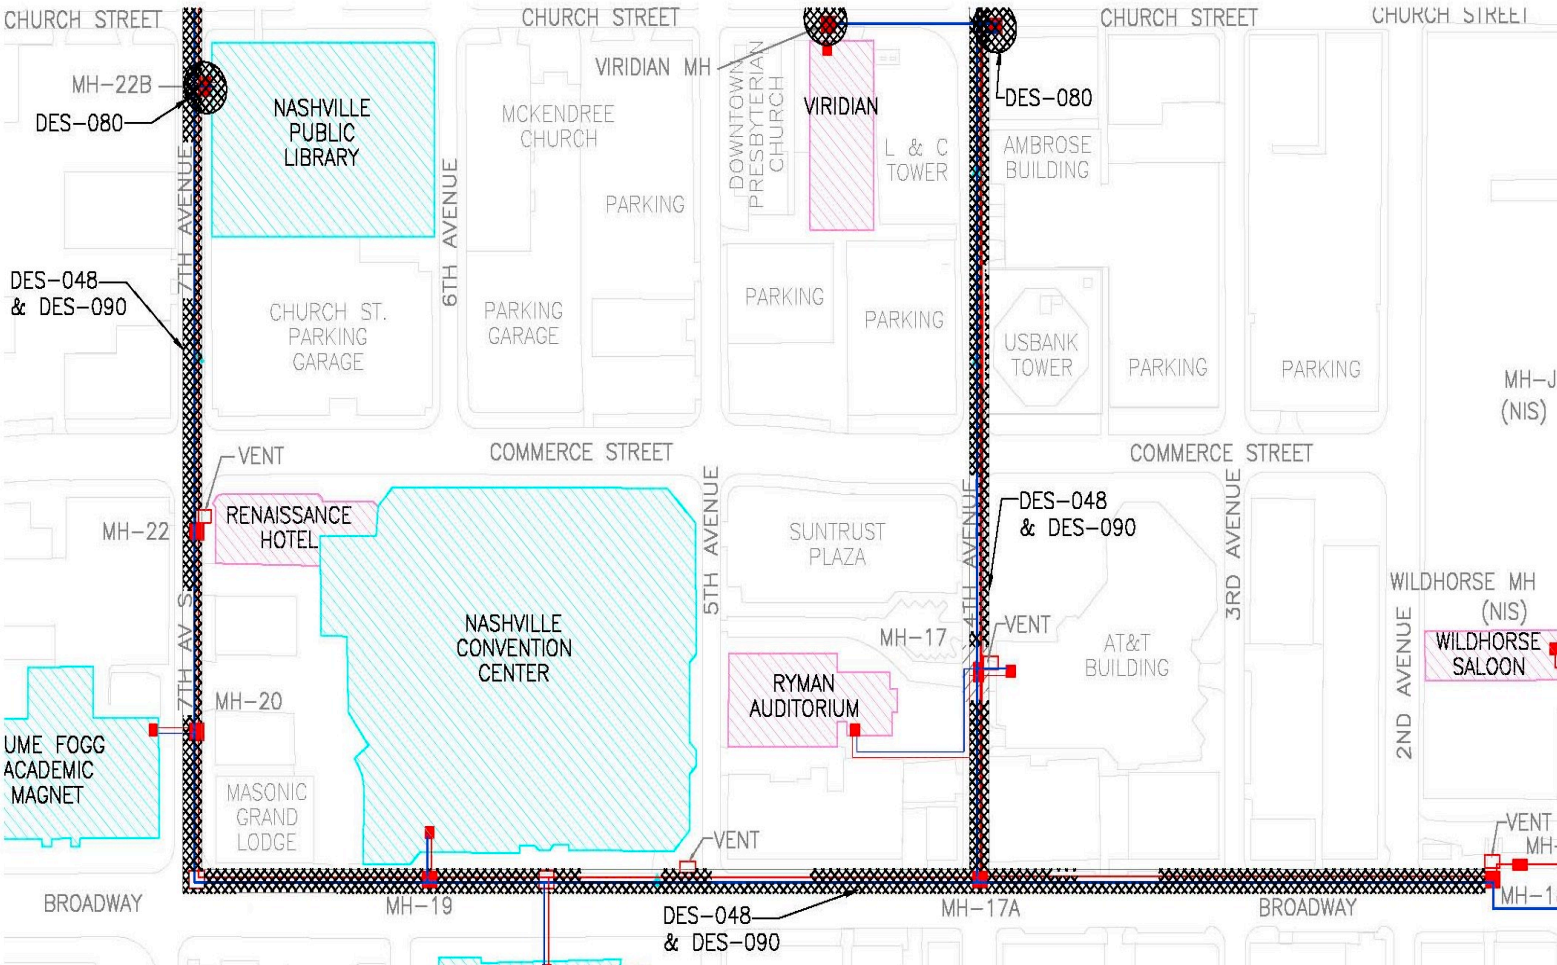 CHURCH STREET
CHURCH STREET
CHURCH STREET
CHURCH STREET
MH-22B
DES-080
NASHVILLE
PUBLIC
LIBRARY
MCKENDREE
CHURCH
VIRIDIAN MH
DOWNTOWN
PRESBYTERIAN
CHURCH
VIRIDIAN
L & C
TOWER
DES-080
AMBROSE
BUILDING
7TH AVENUE
6TH AVENUE
PARKING
DES-048
& DES-090
CHURCH ST.
PARKING
GARAGE
PARKING
GARAGE
PARKING
PARKING
USBANK
TOWER
PARKING
PARKING
MH-J
(NIS)
VENT
COMMERCE STREET
COMMERCE STREET
MH-22
RENAISSANCE
HOTEL
5TH AVENUE
SUNTRUST
PLAZA
4TH AVENUE
DES-048
& DES-090
3RD AVENUE
NASHVILLE
CONVENTION
CENTER
MH-17
VENT
AT&T
BUILDING
WILDHORSE MH
(NIS)
WILDHORSE
SALOON
2ND AVENUE
7TH AV S
MH-20
RYMAN
AUDITORIUM
UME FOGG
ACADEMIC
MAGNET
MASONIC
GRAND
LODGE
VENT
VENT
MH-
BROADWAY
MH-19
DES-048
& DES-090
MH-17A
BROADWAY
MH-1